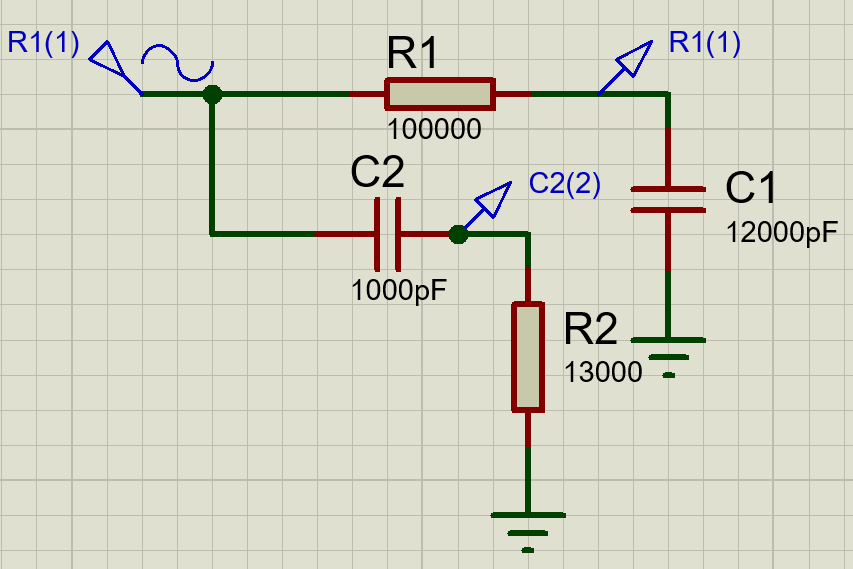 R1(1)
R1
R1(1)
100000
C2
C2(2)
C1
12000pF
1000pF
R2
13000